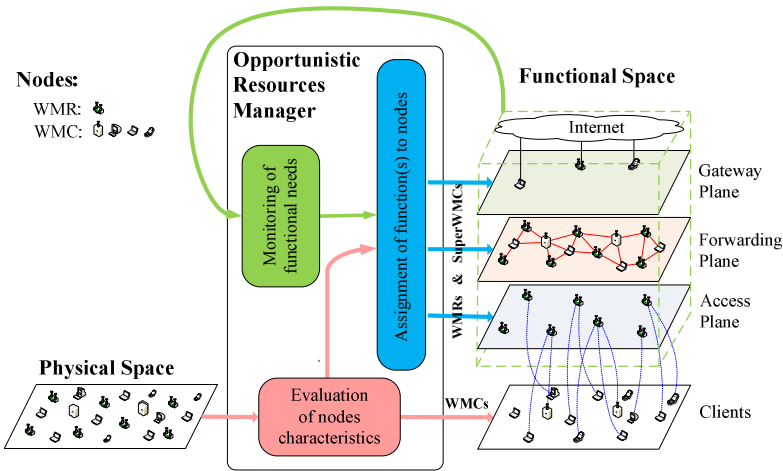 Nodes:
WMR:
WMC:
Opportunistic
Resources
Manager
Monitoring of
functional needs
Assignment of function(s) to nodes
Evaluation
of nodes
characteristics
Physical Space
WMRs & SuperWMCs
WMCs
Functional Space
Internet
Gateway
Plane
Forwarding
Plane
Access
Plane
Clients